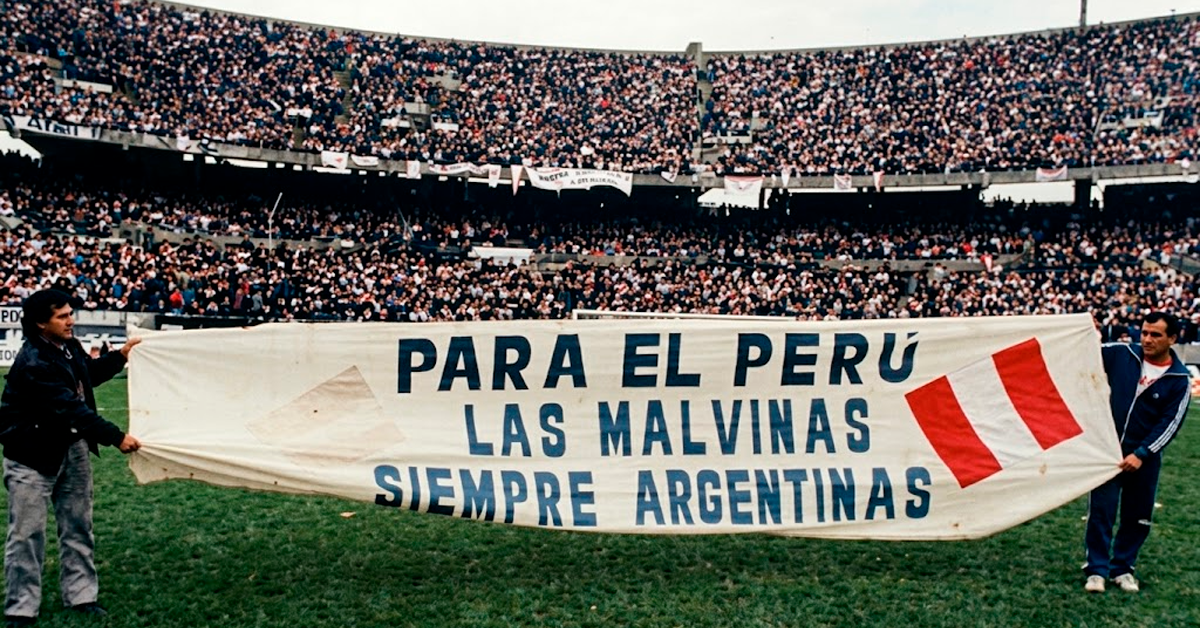 PARA EL PERÚ
LAS MALVINAS
SIEMPRE ARGENTINAS